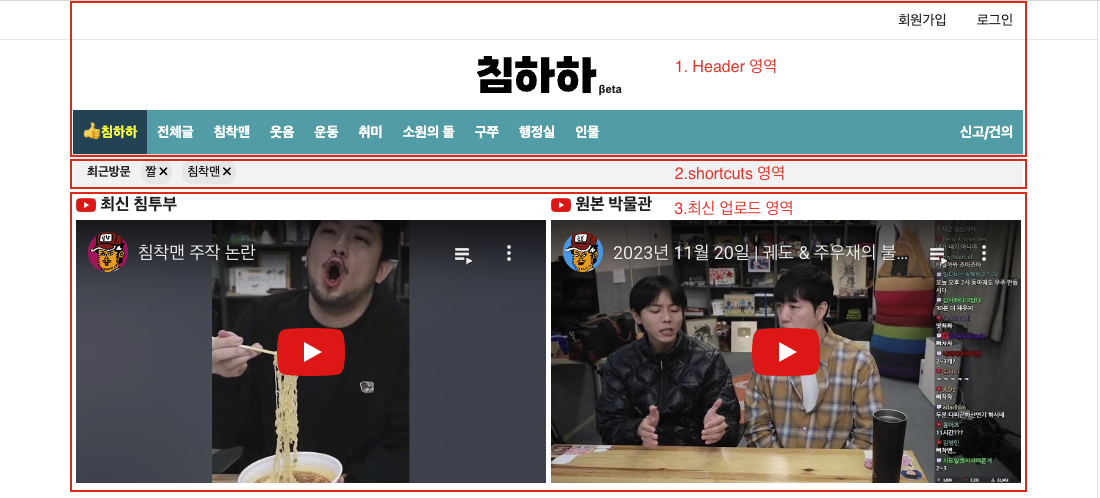 회원가입 로그인
침하하 βeta
1. Header 영역
👍침하하 전체글 침착맨 웃음 운동 취미 소원의 돌 구쭈 행정실 인물 신고/건의
최근방문 짤 × 침착맨 ×
2.shortcuts 영역
최신 침투부
원본 박물관
3.최신 업로드 영역
침착맨 주작 논란
2023년 11월 20일 | 궤도 & 주우재의 불...